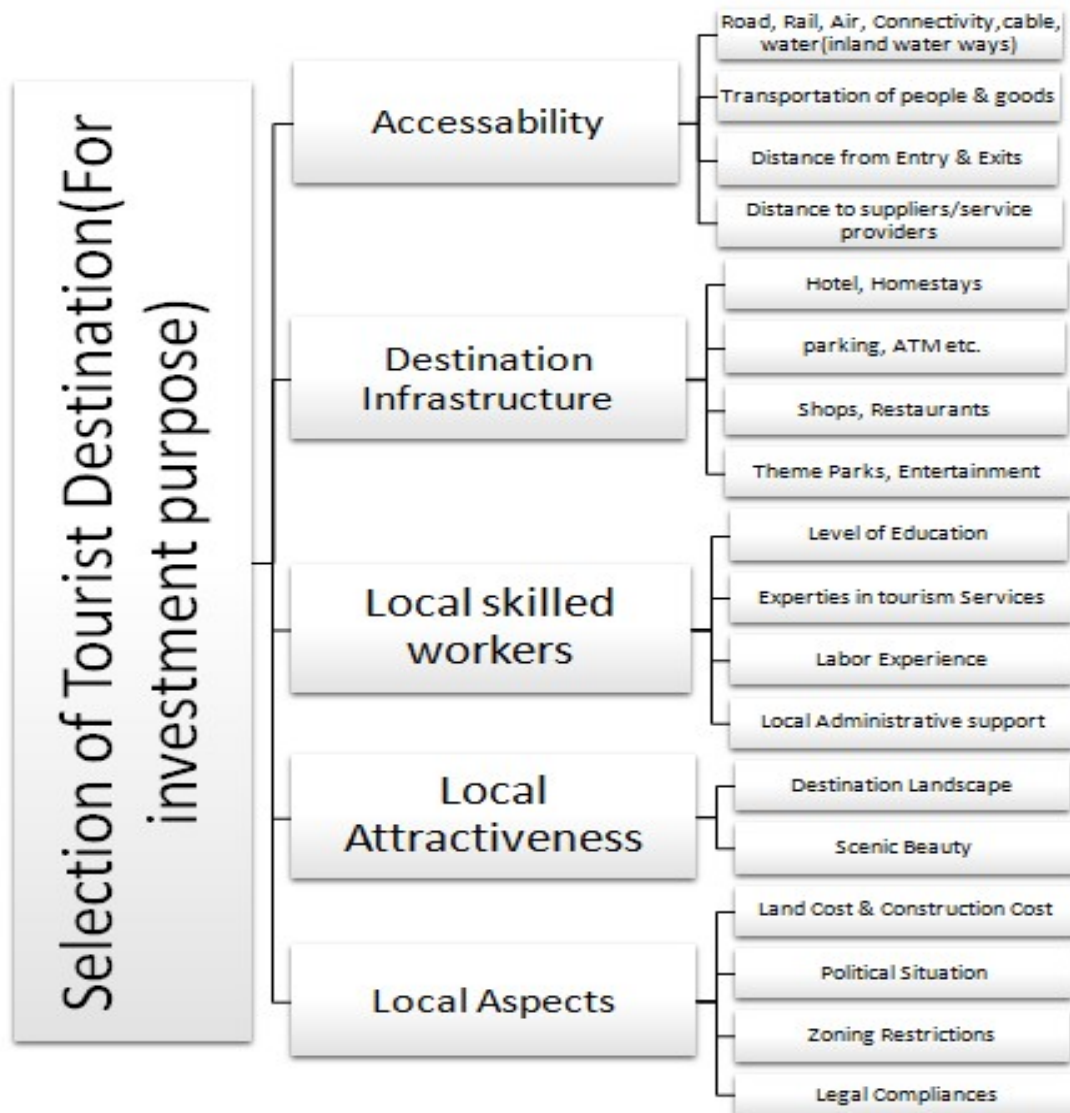 Selection of Tourist Destination(For
investment purpose)
Accessability
Road, Rail, Air, Connectivity,cable,
water(inland water ways)
Transportation of people & goods
Distance from Entry & Exits
Distance to suppliers/service
providers
Destination
Infrastructure
Hotel, Homestays
parking, ATM etc.
Shops, Restaurants
Theme Parks, Entertainment
Local skilled
workers
Level of Education
Experties in tourism Services
Labor Experience
Local Administrative support
Local
Attractiveness
Destination Landscape
Scenic Beauty
Local Aspects
Land Cost & Construction Cost
Political Situation
Zoning Restrictions
Legal Compliances